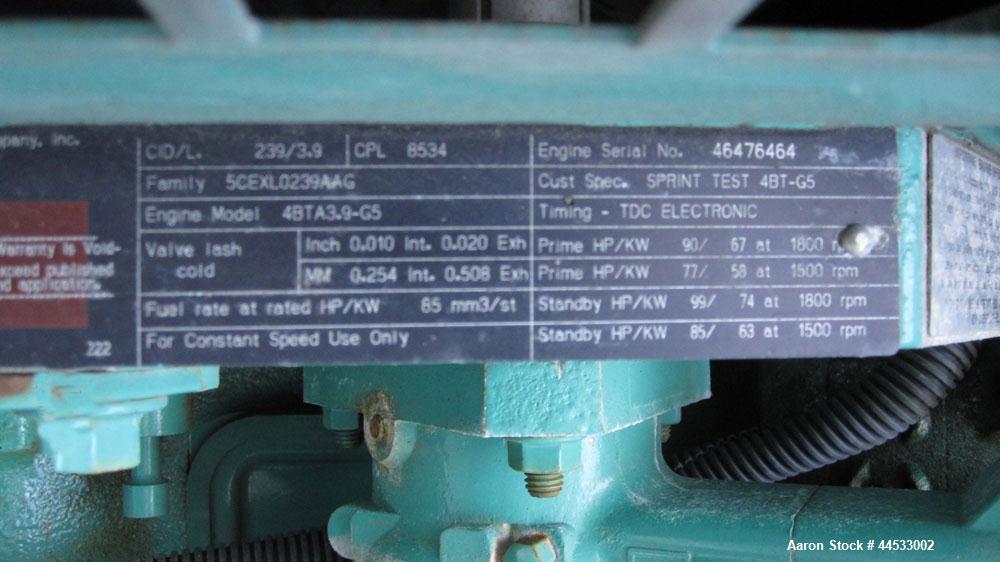 mpany, Inc.
Warranty is Void-
exceed published
nd application.
222
CID/L. 239/3.9 CPL 8534
Family 5CEXL0239AAG
Engine Model 4BTA3.9-G5
Valve lash cold
Inch 0.010 Int. 0.020 Exh
MM 0.254 Int. 0.508 Exh
Fuel rate at rated HP/KW 85 mm3/st
For Constant Speed Use Only
Engine Serial No. 46476464
Cust Spec. SPRINT TEST 4BT-G5
Timing - TDC ELECTRONIC
Prime HP/KW 90/ 67 at 1800 rpm
Prime HP/KW 77/ 58 at 1500 rpm
Standby HP/KW 99/ 74 at 1800 rpm
Standby HP/KW 85/ 63 at 1500 rpm
Aaron Stock # 44533002